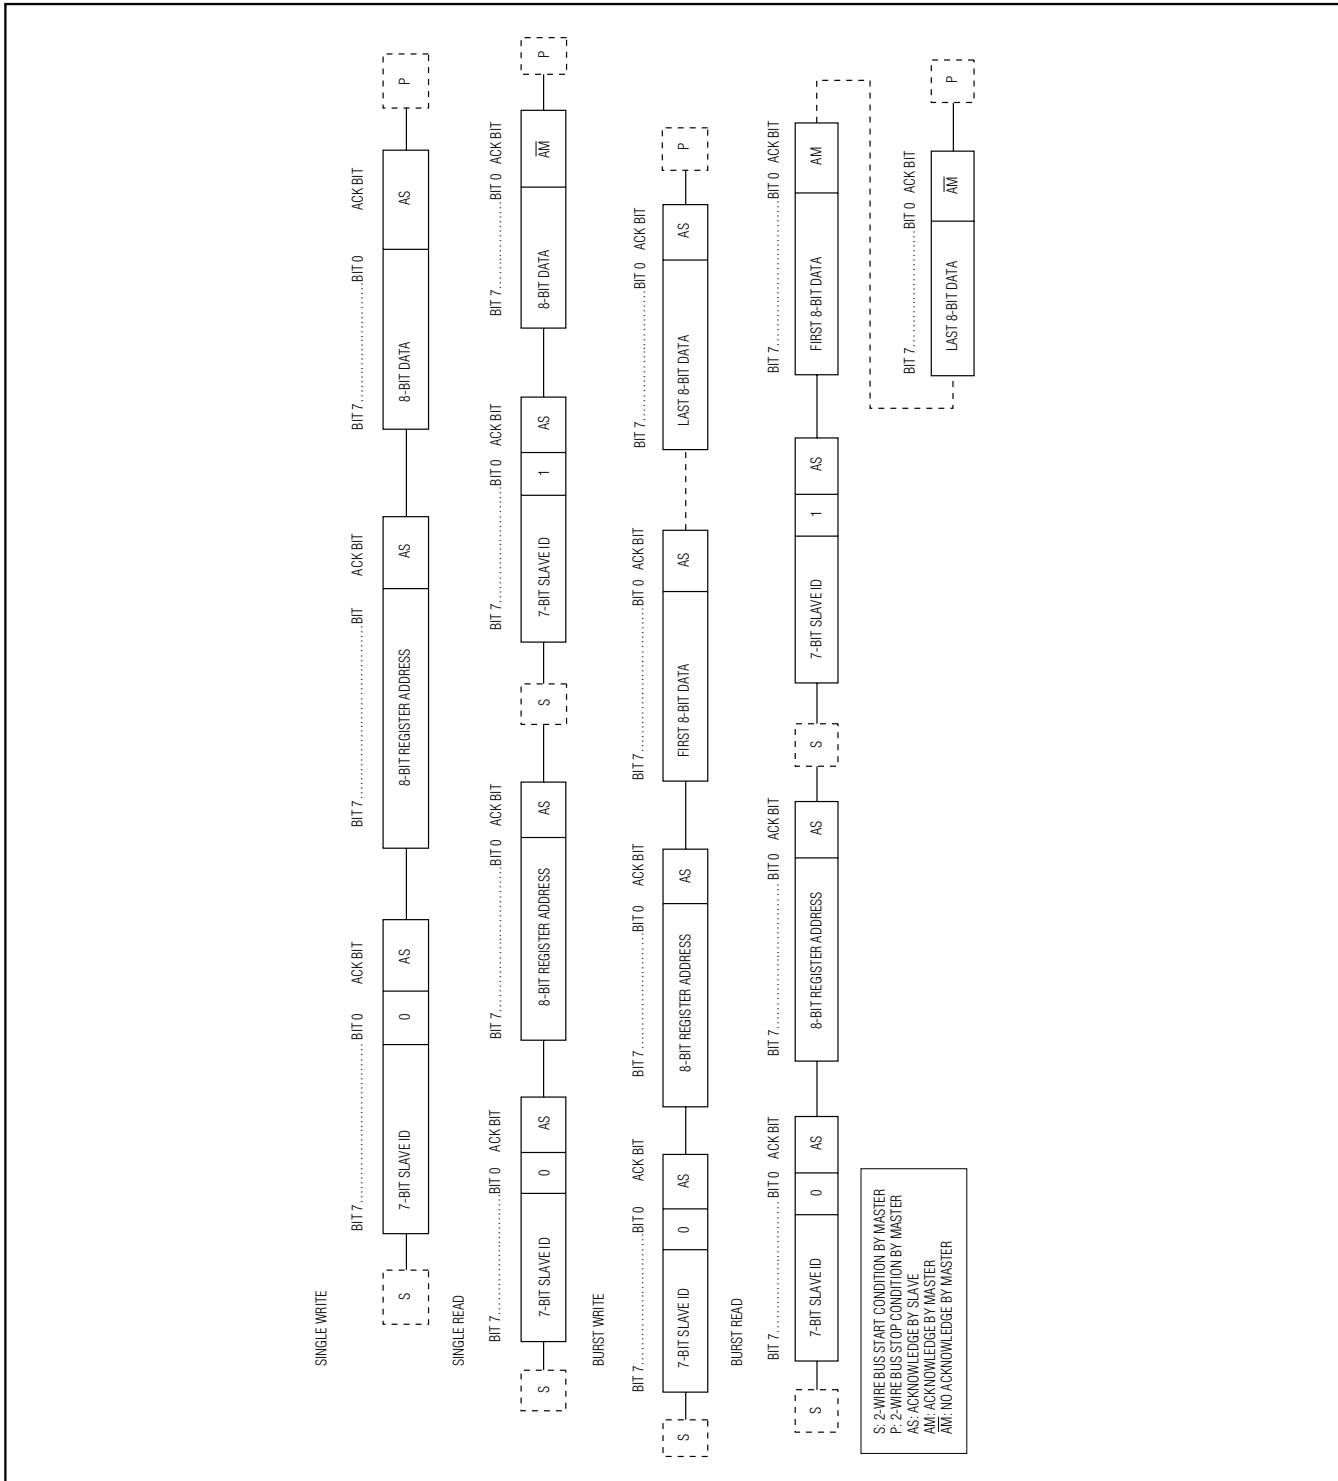 SINGLE WRITE
BIT 7..................BIT 0 ACK BIT BIT 7..................BIT ACK BIT BIT 7..................BIT 0 ACK BIT
S 7-BIT SLAVE ID 0 AS 8-BIT REGISTER ADDRESS AS 8-BIT DATA AS P
SINGLE READ
BIT 7..................BIT 0 ACK BIT BIT 7..................BIT 0 ACK BIT BIT 7..................BIT 0 ACK BIT BIT 7..............BIT 0 ACK BIT
S 7-BIT SLAVE ID 0 AS 8-BIT REGISTER ADDRESS AS S 7-BIT SLAVE ID 1 AS 8-BIT DATA A̅M̅ P
BURST WRITE
BIT 7..................BIT 0 ACK BIT BIT 7..............BIT 0 ACK BIT BIT 7..................BIT 0 ACK BIT BIT 7..................BIT 0 ACK BIT
S 7-BIT SLAVE ID 0 AS 8-BIT REGISTER ADDRESS AS FIRST 8-BIT DATA AS LAST 8-BIT DATA AS P
BURST READ
BIT 7..................BIT 0 ACK BIT BIT 7..................BIT 0 ACK BIT BIT 7..................BIT 0 ACK BIT
S 7-BIT SLAVE ID 0 AS 8-BIT REGISTER ADDRESS AS S 7-BIT SLAVE ID 1 AS FIRST 8-BIT DATA AM
BIT 7..............BIT 0 ACK BIT
LAST 8-BIT DATA A̅M̅ P
S: 2-WIRE BUS START CONDITION BY MASTER
P: 2-WIRE BUS STOP CONDITION BY MASTER
AS: ACKNOWLEDGE BY SLAVE
AM: ACKNOWLEDGE BY MASTER
A̅M̅: NO ACKNOWLEDGE BY MASTER